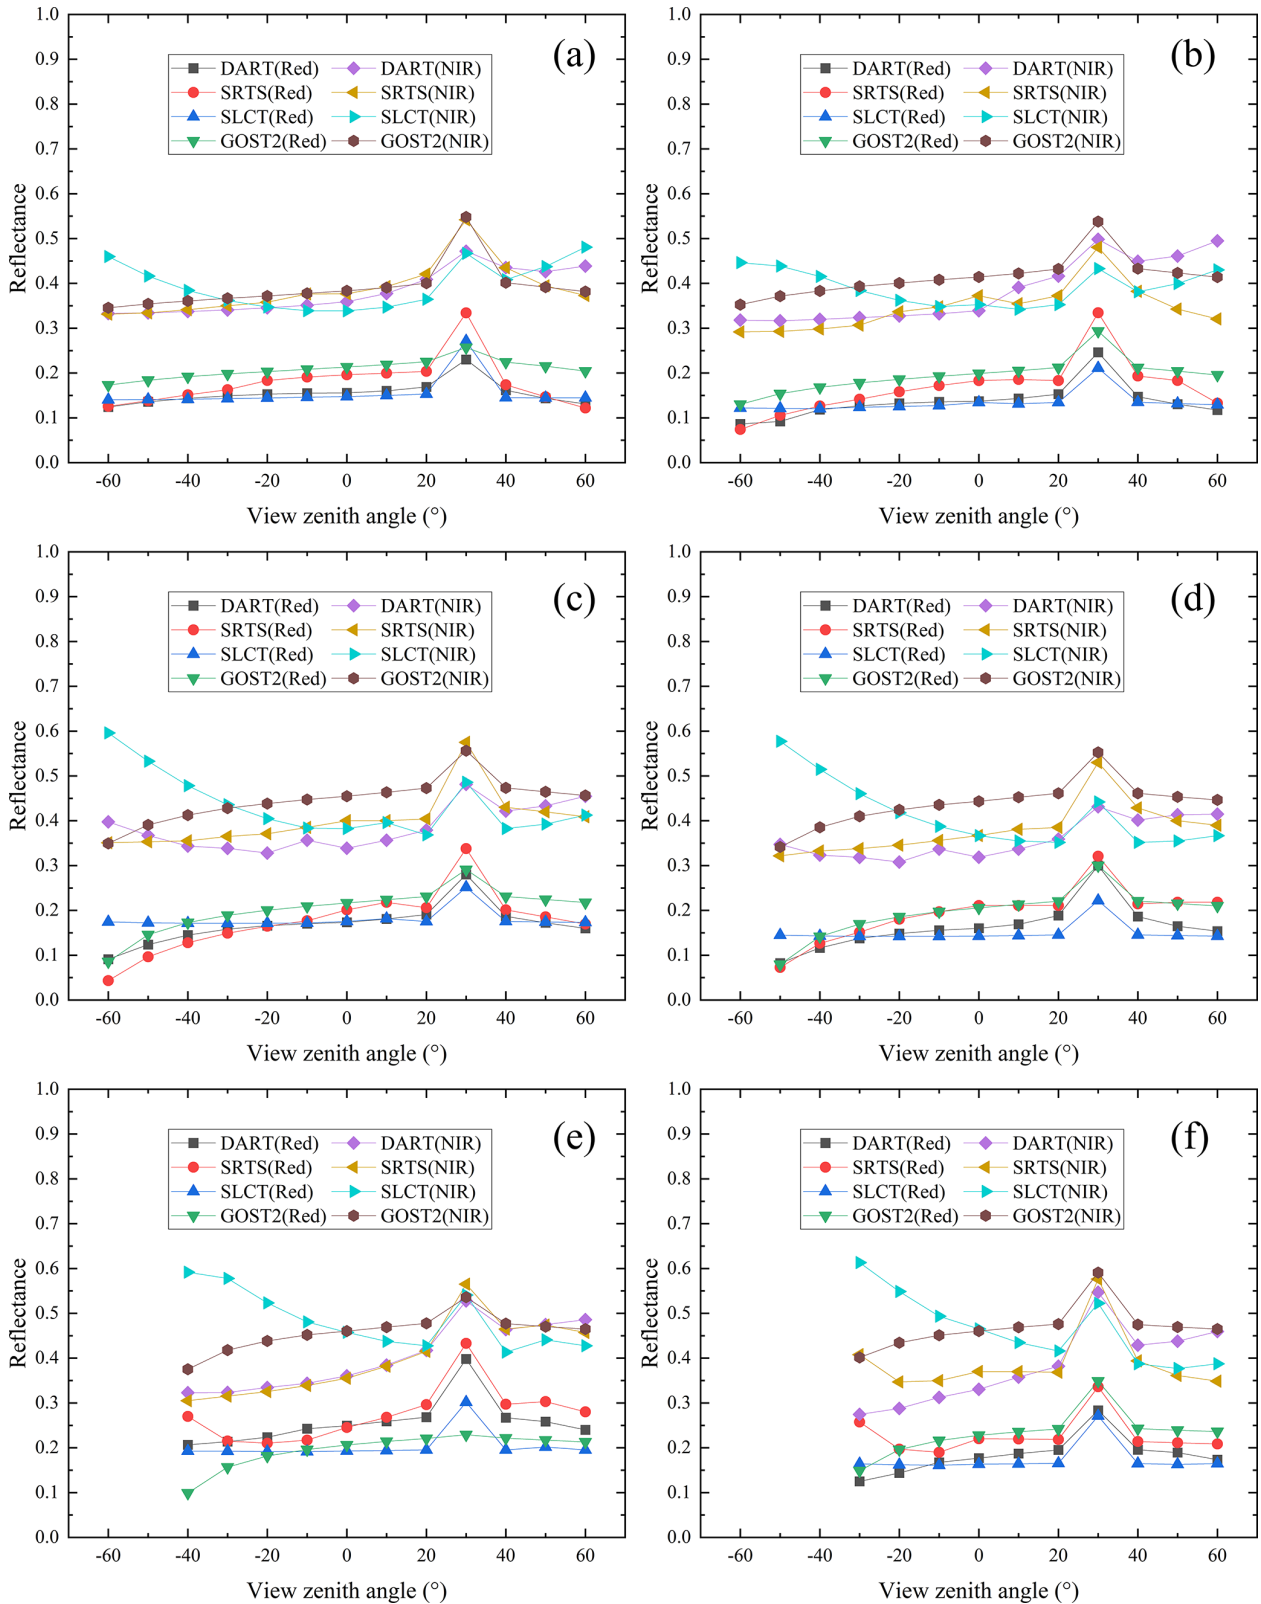 1.0
0.9
0.8
0.7
0.6
0.5
0.4
0.3
0.2
0.1
0.0
Reflectance
(a)
DART(Red) DART(NIR)
SRTS(Red) SRTS(NIR)
SLCT(Red) SLCT(NIR)
GOST2(Red) GOST2(NIR)
-60 -40 -20 0 20 40 60
View zenith angle (°)
1.0
0.9
0.8
0.7
0.6
0.5
0.4
0.3
0.2
0.1
0.0
Reflectance
(b)
DART(Red) DART(NIR)
SRTS(Red) SRTS(NIR)
SLCT(Red) SLCT(NIR)
GOST2(Red) GOST2(NIR)
-60 -40 -20 0 20 40 60
View zenith angle (°)
1.0
0.9
0.8
0.7
0.6
0.5
0.4
0.3
0.2
0.1
0.0
Reflectance
(c)
DART(Red) DART(NIR)
SRTS(Red) SRTS(NIR)
SLCT(Red) SLCT(NIR)
GOST2(Red) GOST2(NIR)
-60 -40 -20 0 20 40 60
View zenith angle (°)
1.0
0.9
0.8
0.7
0.6
0.5
0.4
0.3
0.2
0.1
0.0
Reflectance
(d)
DART(Red) DART(NIR)
SRTS(Red) SRTS(NIR)
SLCT(Red) SLCT(NIR)
GOST2(Red) GOST2(NIR)
-60 -40 -20 0 20 40 60
View zenith angle (°)
1.0
0.9
0.8
0.7
0.6
0.5
0.4
0.3
0.2
0.1
0.0
Reflectance
(e)
DART(Red) DART(NIR)
SRTS(Red) SRTS(NIR)
SLCT(Red) SLCT(NIR)
GOST2(Red) GOST2(NIR)
-60 -40 -20 0 20 40 60
View zenith angle (°)
1.0
0.9
0.8
0.7
0.6
0.5
0.4
0.3
0.2
0.1
0.0
Reflectance
(f)
DART(Red) DART(NIR)
SRTS(Red) SRTS(NIR)
SLCT(Red) SLCT(NIR)
GOST2(Red) GOST2(NIR)
-60 -40 -20 0 20 40 60
View zenith angle (°)